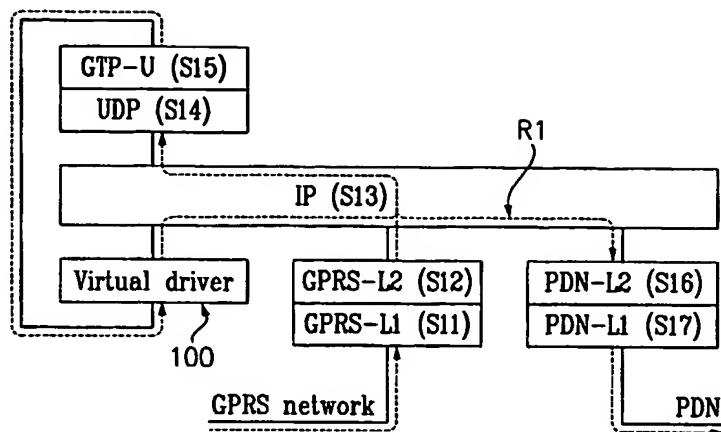 GTP-U (S15)
UDP (S14)
R1
IP (S13)
Virtual driver
GPRS-L2 (S12)
PDN-L2 (S16)
GPRS-L1 (S11)
PDN-L1 (S17)
100
GPRS network
PDN